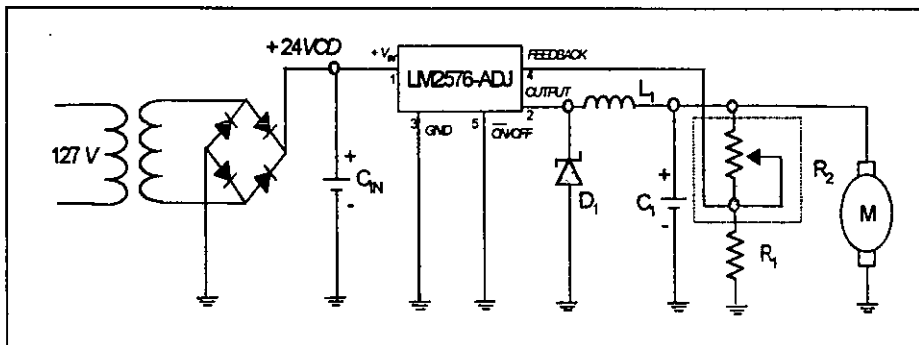 +24VCD
+ Vin
1
LM2576-ADJ
FEEDBACK
4
OUTPUT
2
3
GND
5
ON/OFF
127 V
+
CIN
-
D1
L1
+
C1
-
R2
R1
M